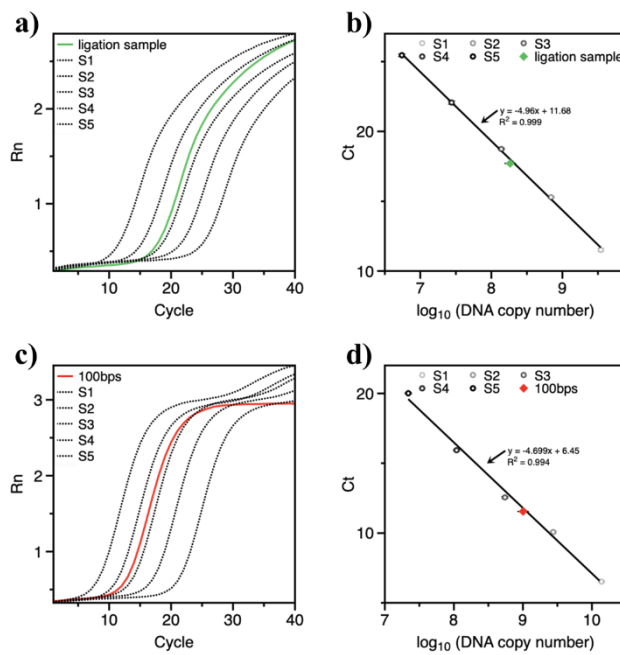 a)
ligation sample
S1
S2
S3
S4
S5
Rn
2
1
10 20 30 40
Cycle
b)
S1 S2 S3
S4 S5 ligation sample
Ct
20
10
y = -4.96x + 11.68
R² = 0.999
7 8 9
log₁₀ (DNA copy number)
c)
100bps
S1
S2
S3
S4
S5
Rn
3
2
1
10 20 30 40
Cycle
d)
S1 S2 S3
S4 S5 100bps
Ct
20
10
y = -4.699x + 6.45
R² = 0.994
8 9 10
log₁₀ (DNA copy number)